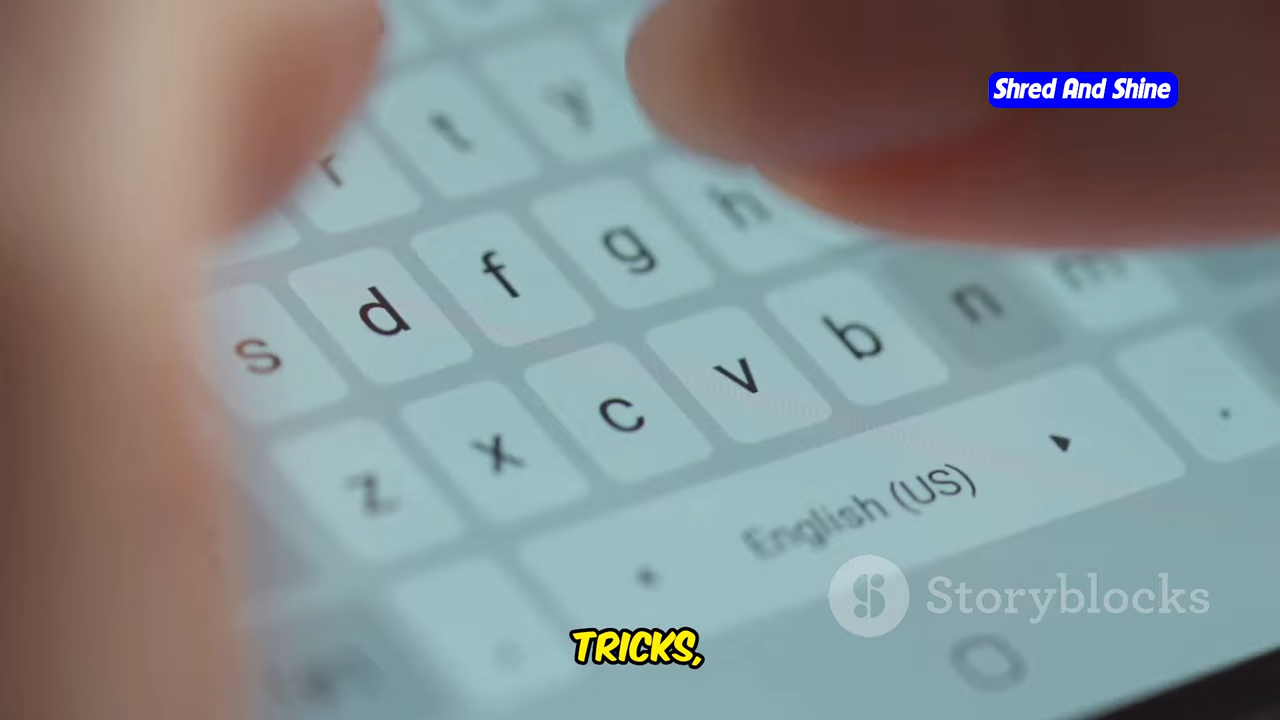 Shred And Shine
r t y
s d f g h
z x c v b n m
English (US) .
Storyblocks
TRICKS,